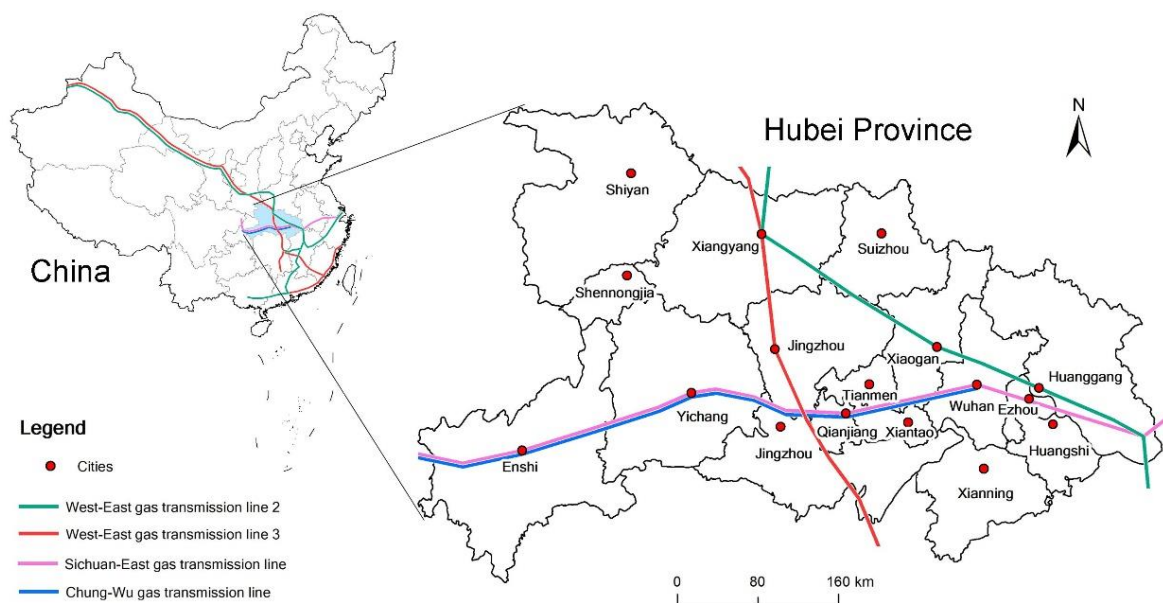 China
Hubei Province
N
Shiyan
Xiangyang
Suizhou
Shennongjia
Jingzhou
Xiaogan
Tianmen
Huanggang
Yichang
Wuhan
Ezhou
Qianjiang
Xiantao
Jingzhou
Huangshi
Enshi
Xianning
Legend
Cities
West-East gas transmission line 2
West-East gas transmission line 3
Sichuan-East gas transmission line
Chung-Wu gas transmission line
0 80 160 km